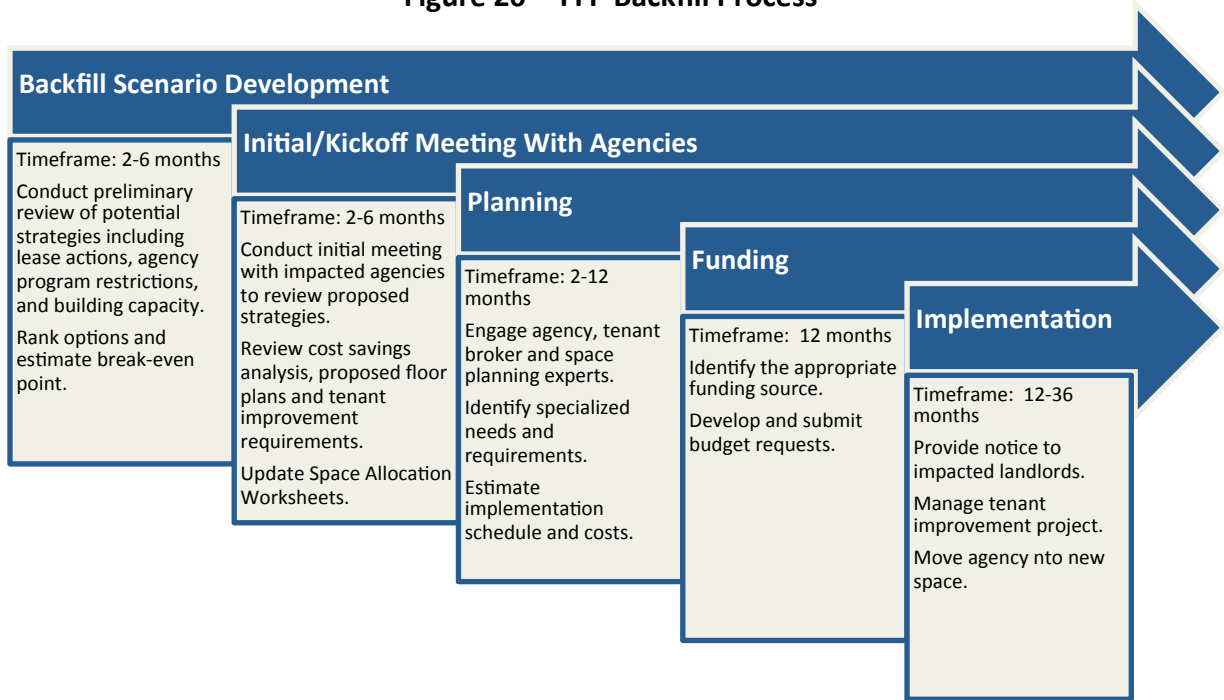 Backfill Process
Backfill Scenario Development
Timeframe: 2-6 months
Conduct preliminary
review of potential
strategies including
lease actions, agency
program restrictions,
and building capacity.
Rank options and
estimate break-even
point.
Initial/Kickoff Meeting With Agencies
Timeframe: 2-6 months
Conduct initial meeting
with impacted agencies
to review proposed
strategies.
Review cost savings
analysis, proposed floor
plans and tenant
improvement
requirements.
Update Space Allocation
Worksheets.
Planning
Timeframe: 2-12
months
Engage agency, tenant
broker and space
planning experts.
Identify specialized
needs and
requirements.
Estimate
implementation
schedule and costs.
Funding
Timeframe: 12 months
Identify the appropriate
funding source.
Develop and submit
budget requests.
Implementation
Timeframe: 12-36
months
Provide notice to
impacted landlords.
Manage tenant
improvement project.
Move agency nto new
space.